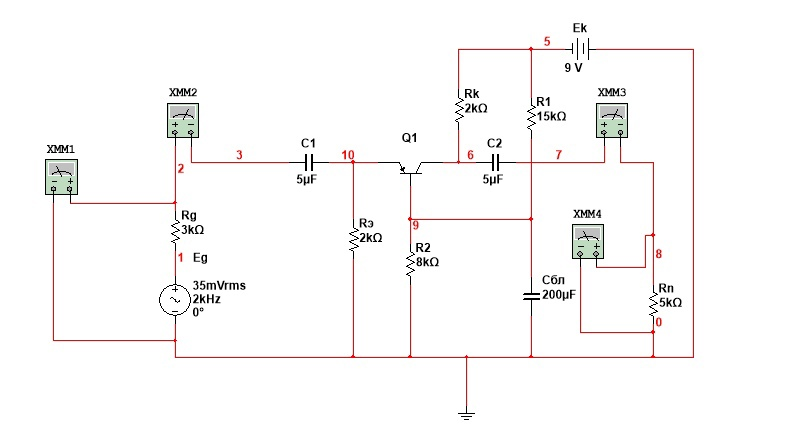 Ek
5
9 V
XMM2
Rk
2kΩ
R1
15kΩ
XMM3
+ -
+ -
XMM1
C1
Q1
C2
3
10
6
7
5µF
5µF
2
- +
Rg
3kΩ
Rэ
2kΩ
9
XMM4
R2
8kΩ
- +
8
1
Eg
Cбл
200µF
35mVrms
2kHz
0°
Rп
5kΩ
0